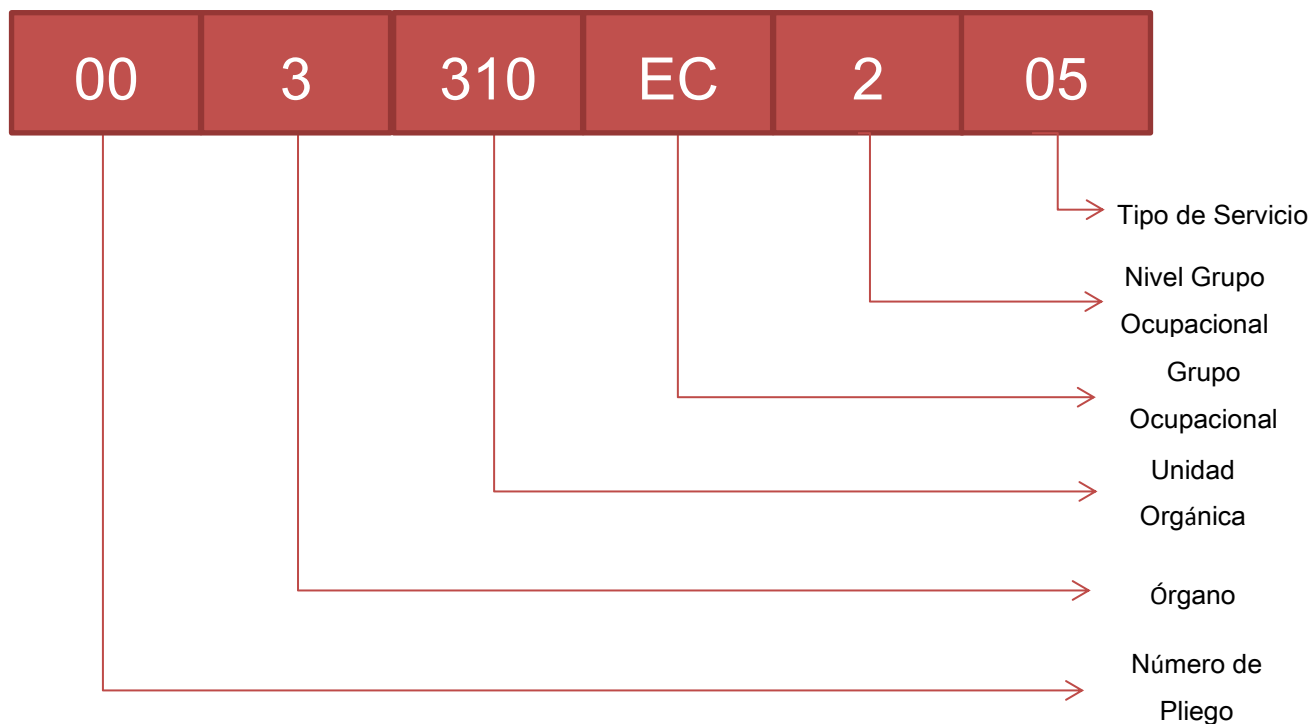 00 3 310 EC 2 05
Tipo de Servicio
Nivel Grupo
Ocupacional
Grupo
Ocupacional
Unidad
Orgánica
Órgano
Número de
Pliego